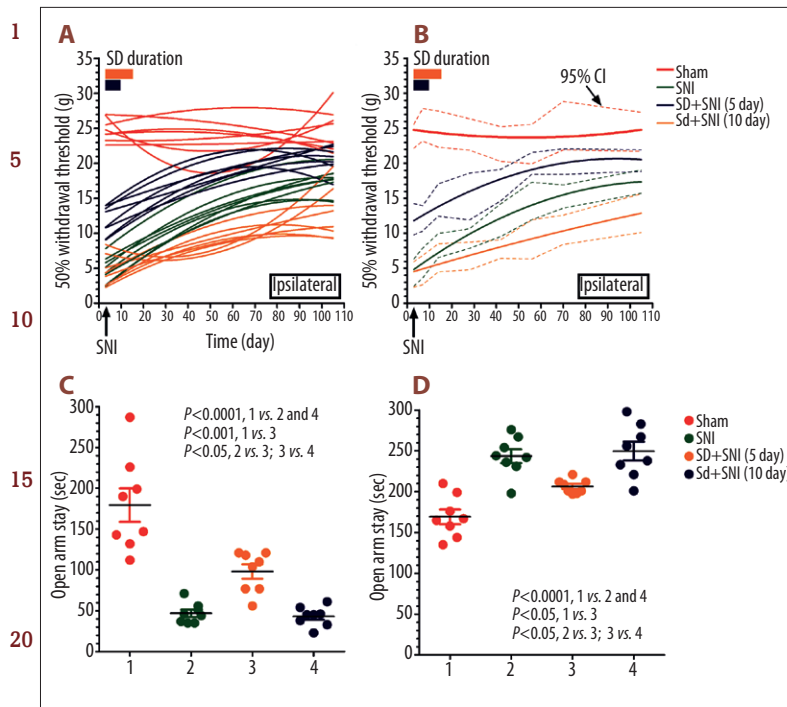 1
5
10
15
20
A
SD duration
50% withdrawal threshold (g)
35
30
25
20
15
10
5
0
Ipsilateral
0 10 20 30 40 50 60 70 80 90 100 110
SNI
Time (day)
B
SD duration
95% CI
50% withdrawal threshold (g)
35
30
25
20
15
10
5
0
Ipsilateral
0 10 20 30 40 50 60 70 80 90 100 110
SNI
Sham
SNI
SD+SNI (5 day)
Sd+SNI (10 day)
C
P<0.0001, 1 vs. 2 and 4
P<0.001, 1 vs. 3
P<0.05, 2 vs. 3; 3 vs. 4
Open arm stay (sec)
300
250
200
150
100
50
0
1 2 3 4
D
Open arm stay (sec)
300
250
200
150
100
50
0
P<0.0001, 1 vs. 2 and 4
P<0.05, 1 vs. 3
P<0.05, 2 vs. 3; 3 vs. 4
1 2 3 4
Sham
SNI
SD+SNI (5 day)
Sd+SNI (10 day)